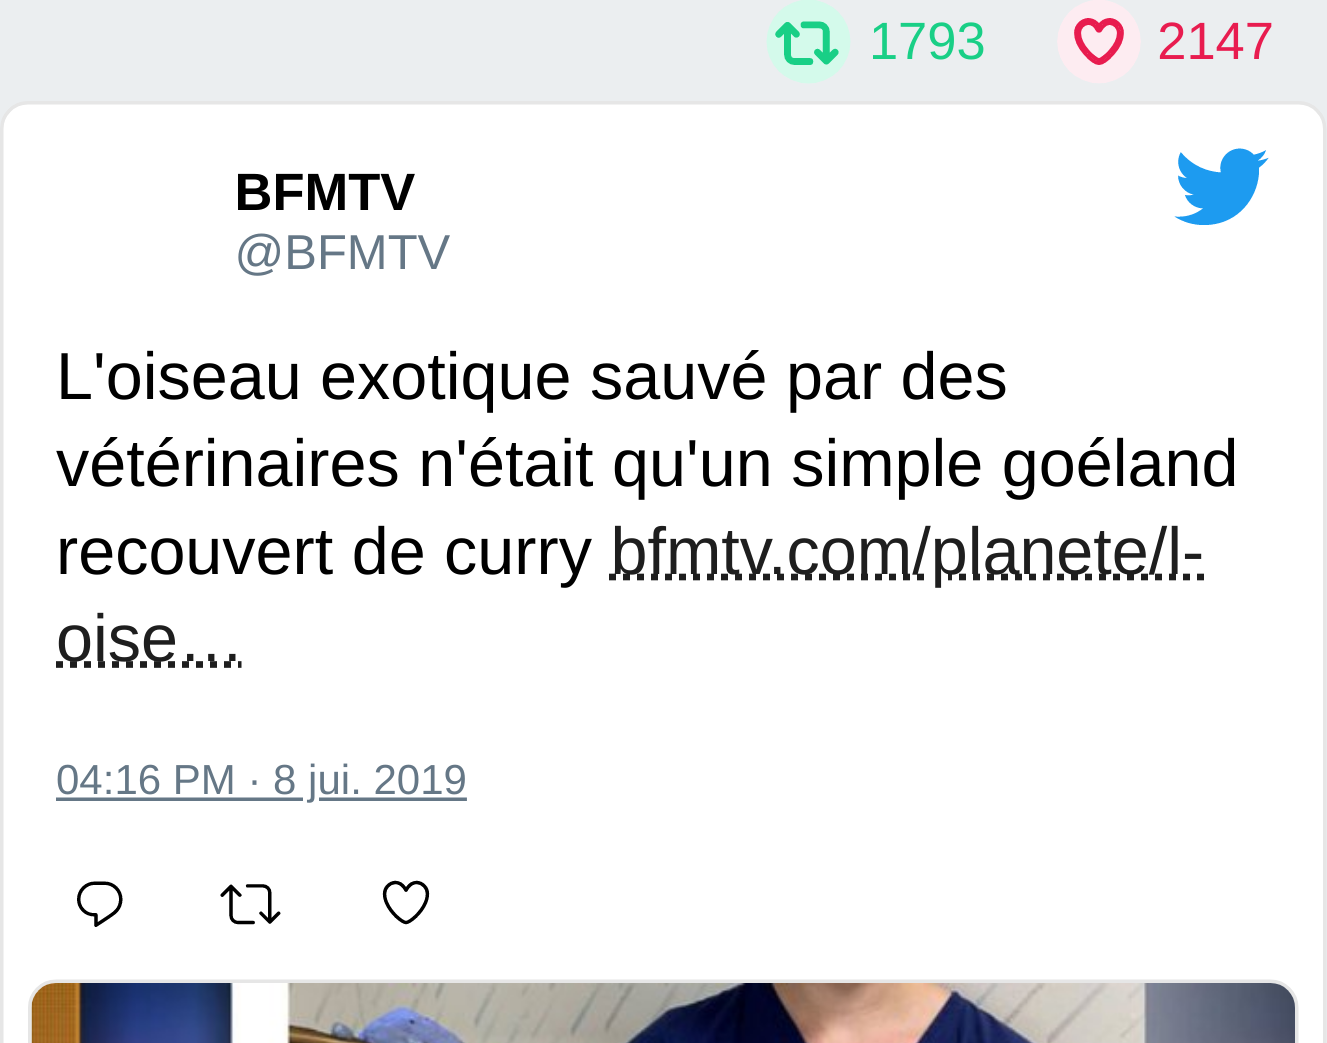 1793 2147
BFMTV
@BFMTV
L'oiseau exotique sauvé par des
vétérinaires n'était qu'un simple goéland
recouvert de curry bfmtv.com/planete/l-
oise…
04:16 PM · 8 jui. 2019